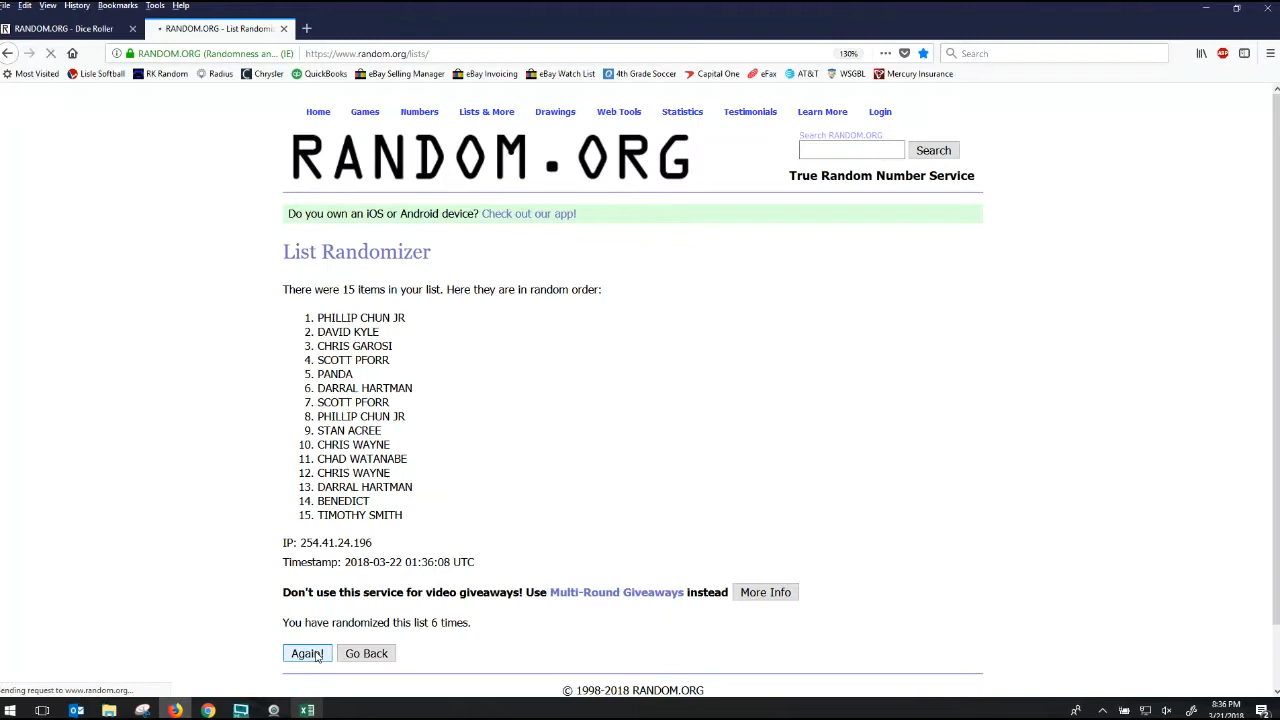 File Edit View History Bookmarks Tools Help
RANDOM.ORG - Dice Roller
RANDOM.ORG - List Randomiz
RANDOM.ORG (Randomness an... (IE)
https://www.random.org/lists/
130%
Search
Most Visited
Lisle Softball
RK Random
Radius
Chrysler
QuickBooks
eBay Selling Manager
eBay Invoicing
eBay Watch List
4th Grade Soccer
Capital One
eFax
AT&T
WSGBL
Mercury Insurance
Home Games Numbers Lists & More Drawings Web Tools Statistics Testimonials Learn More Login
RANDOM.ORG
Search RANDOM.ORG
Search
True Random Number Service
Do you own an iOS or Android device? Check out our app!
List Randomizer
There were 15 items in your list. Here they are in random order:
1. PHILLIP CHUN JR
2. DAVID KYLE
3. CHRIS GAROSI
4. SCOTT PFORR
5. PANDA
6. DARRAL HARTMAN
7. SCOTT PFORR
8. PHILLIP CHUN JR
9. STAN ACREE
10. CHRIS WAYNE
11. CHAD WATANABE
12. CHRIS WAYNE
13. DARRAL HARTMAN
14. BENEDICT
15. TIMOTHY SMITH
IP: 254.41.24.196
Timestamp: 2018-03-22 01:36:08 UTC
Don't use this service for video giveaways! Use Multi-Round Giveaways instead
More Info
You have randomized this list 6 times.
Again!
Go Back
© 1998-2018 RANDOM.ORG
ending request to www.random.org...
8:36 PM
3/21/2018